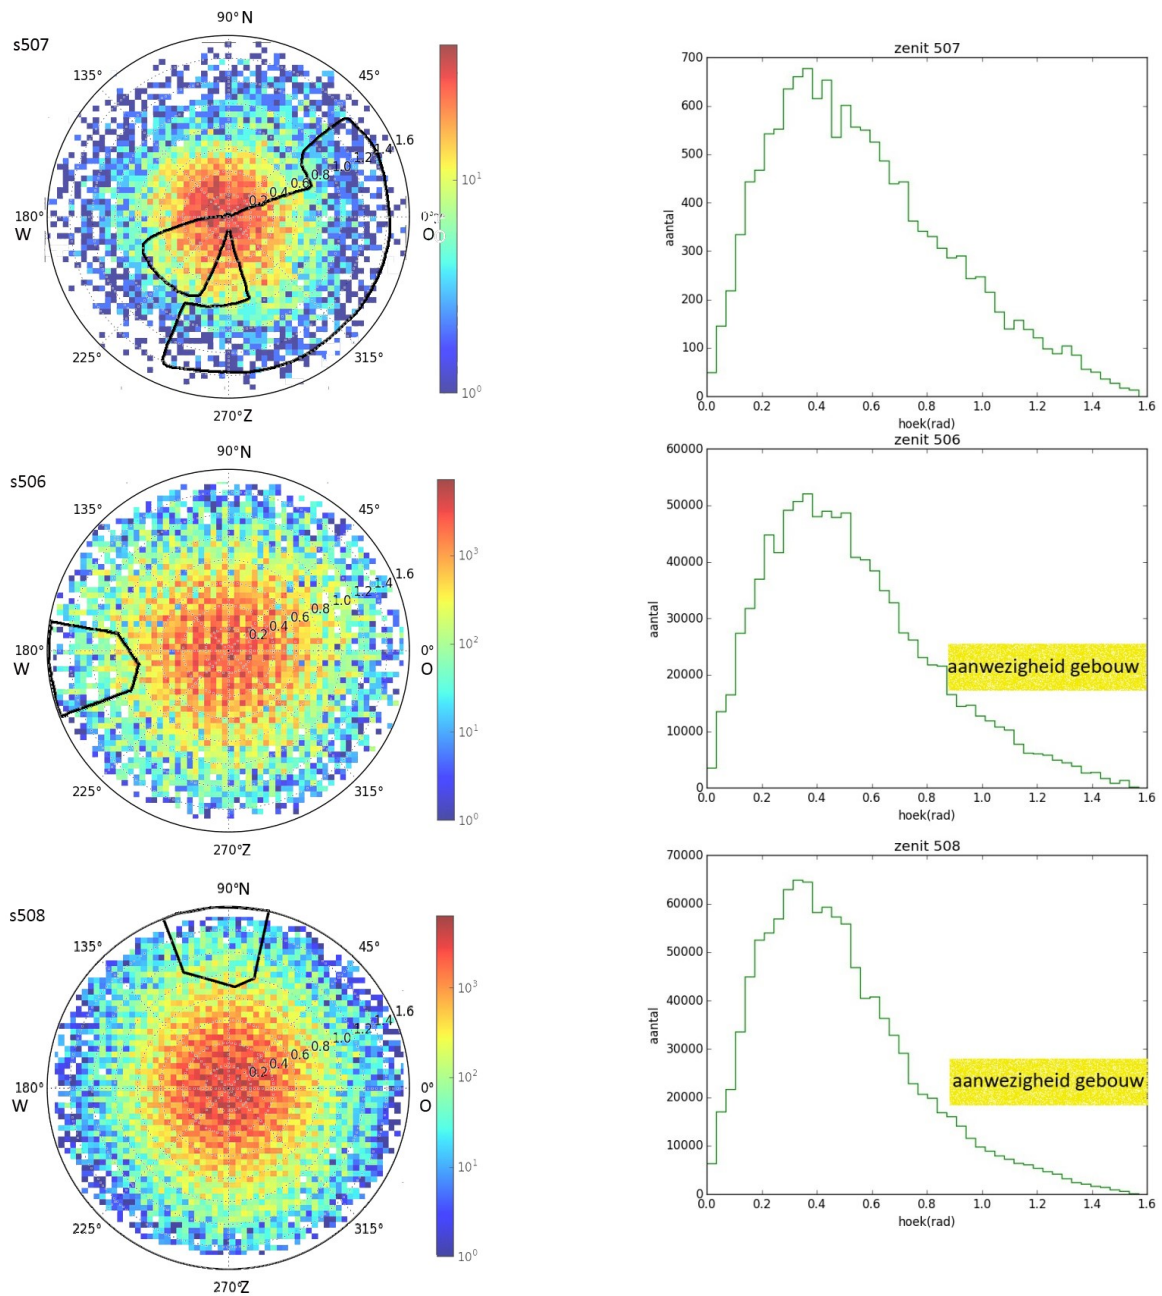 90° N
s507
135°
45°
1.6
1.4
1.2
1.0
0.8
0.6
0.4
0.2
180°
W
0°
O
225°
315°
270°Z
10¹
10⁰
zenit 507
700
600
500
400
300
200
100
0
aantal
0.0 0.2 0.4 0.6 0.8 1.0 1.2 1.4 1.6
hoek(rad)
90°N
s506
135°
45°
1.6
1.4
1.2
1.0
0.8
0.6
0.4
0.2
180°
W
0°
O
225°
315°
270°Z
10³
10²
10¹
10⁰
zenit 506
60000
50000
40000
30000
20000
10000
0
aantal
aanwezigheid gebouw
0.0 0.2 0.4 0.6 0.8 1.0 1.2 1.4 1.6
hoek(rad)
90°N
s508
135°
45°
1.6
1.4
1.2
1.0
0.8
0.6
0.4
0.2
180°
W
0°
O
225°
315°
270°Z
10³
10²
10¹
10⁰
zenit 508
70000
60000
50000
40000
30000
20000
10000
0
aantal
aanwezigheid gebouw
0.0 0.2 0.4 0.6 0.8 1.0 1.2 1.4 1.6
hoek(rad)